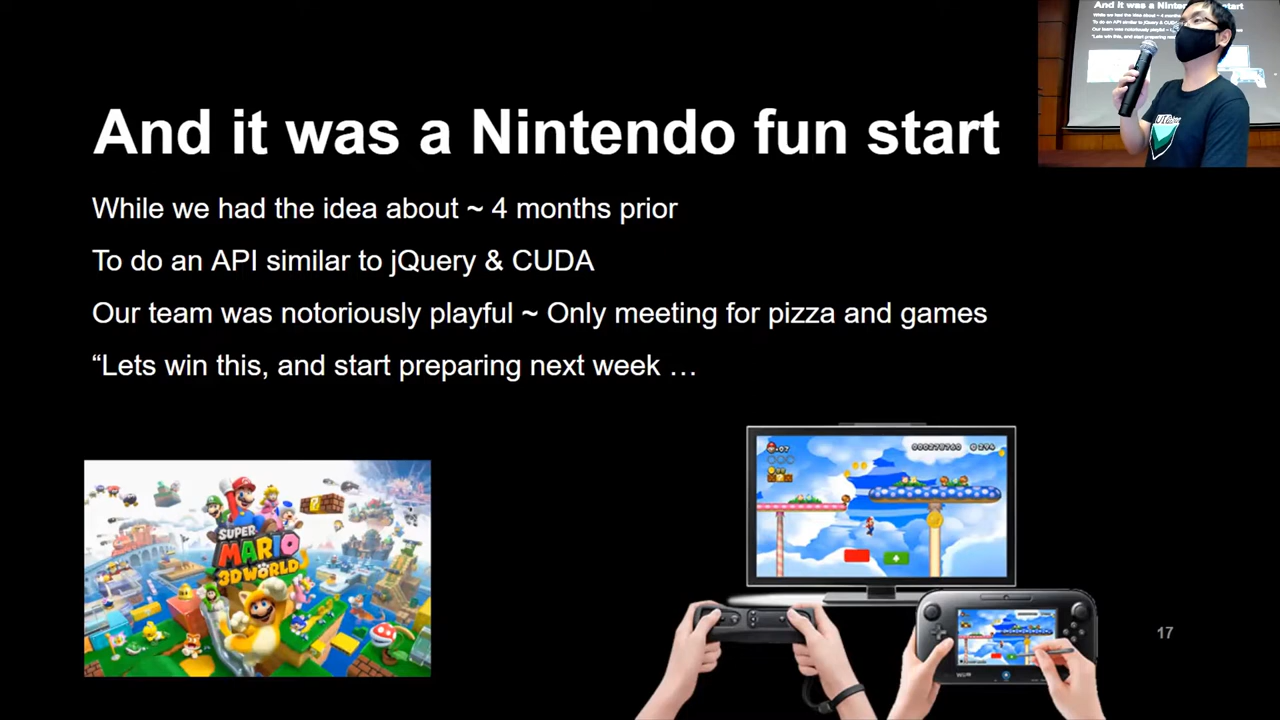 And it was a Nintendo fun start
While we had the idea about ~ 4 months prior
To do an API similar to jQuery & CUDA
Our team was notoriously playful ~ Only meeting for pizza and games
“Lets win this, and start preparing next week …
SUPER
MARIO
3D WORLD
17